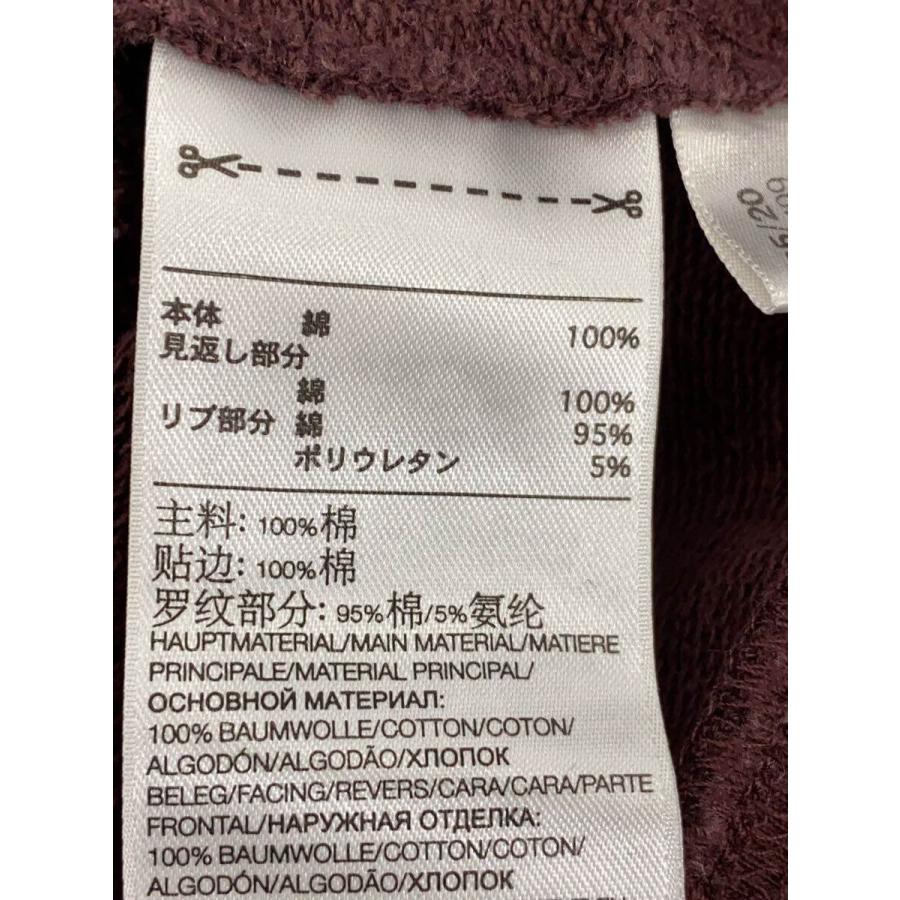 本体 綿 100%
見返し部分
綿 100%
リブ部分 綿 95%
ポリウレタン 5%
主料: 100%棉
贴边: 100%棉
罗纹部分: 95%棉/5%氨纶
HAUPTMATERIAL/MAIN MATERIAL/MATIERE
PRINCIPALE/MATERIAL PRINCIPAL/
ОСНОВНОЙ МАТЕРИАЛ:
100% BAUMWOLLE/COTTON/COTON/
ALGODÓN/ALGODÃO/ХЛОПОК
BELEG/FACING/REVERS/CARA/CARA/PARTE
FRONTAL/НАРУЖНАЯ ОТДЕЛКА:
100% BAUMWOLLE/COTTON/COTON/
ALGODÓN/ALGODÃO/ХЛОПОК
/20